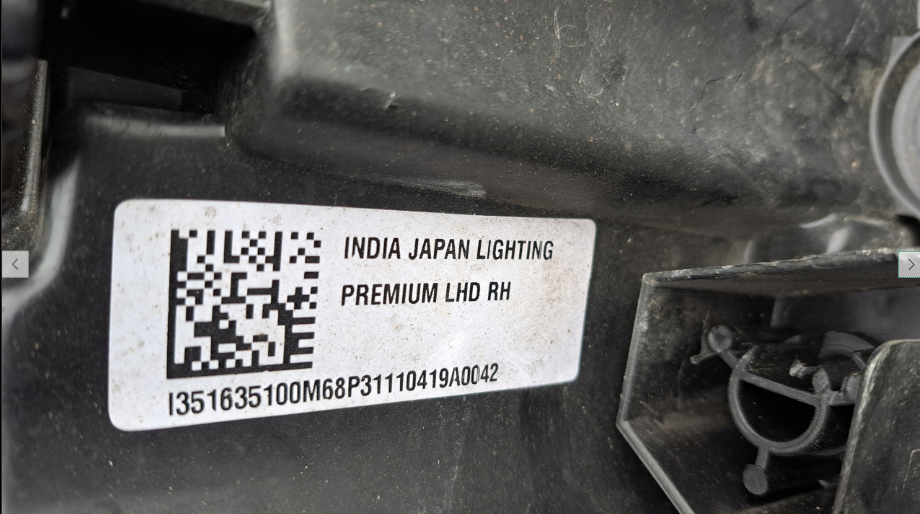 INDIA JAPAN LIGHTING
PREMIUM LHD RH
I351635100M68P31110419A0042